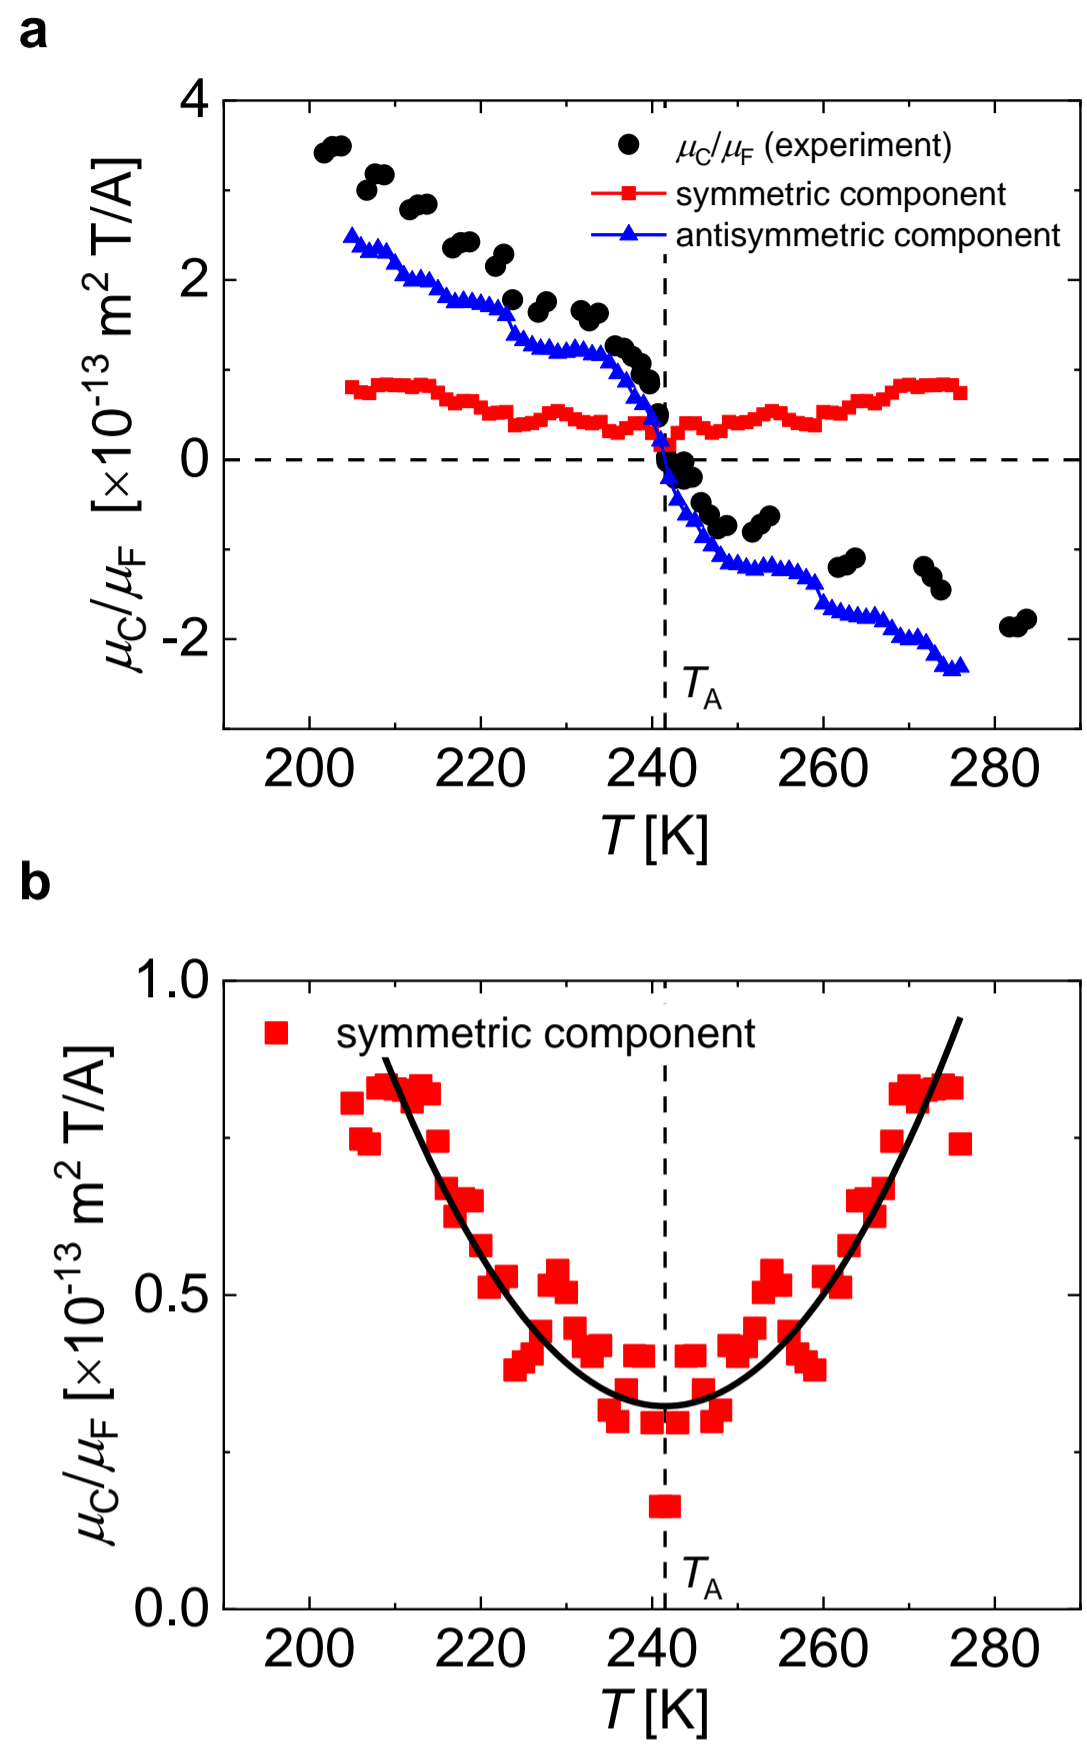 a
4
2
0
-2
μC/μF [×10-13 m2 T/A]
μC/μF (experiment)
symmetric component
antisymmetric component
TA
200 220 240 260 280
T [K]
b
1.0
0.5
0.0
μC/μF [×10-13 m2 T/A]
symmetric component
TA
200 220 240 260 280
T [K]